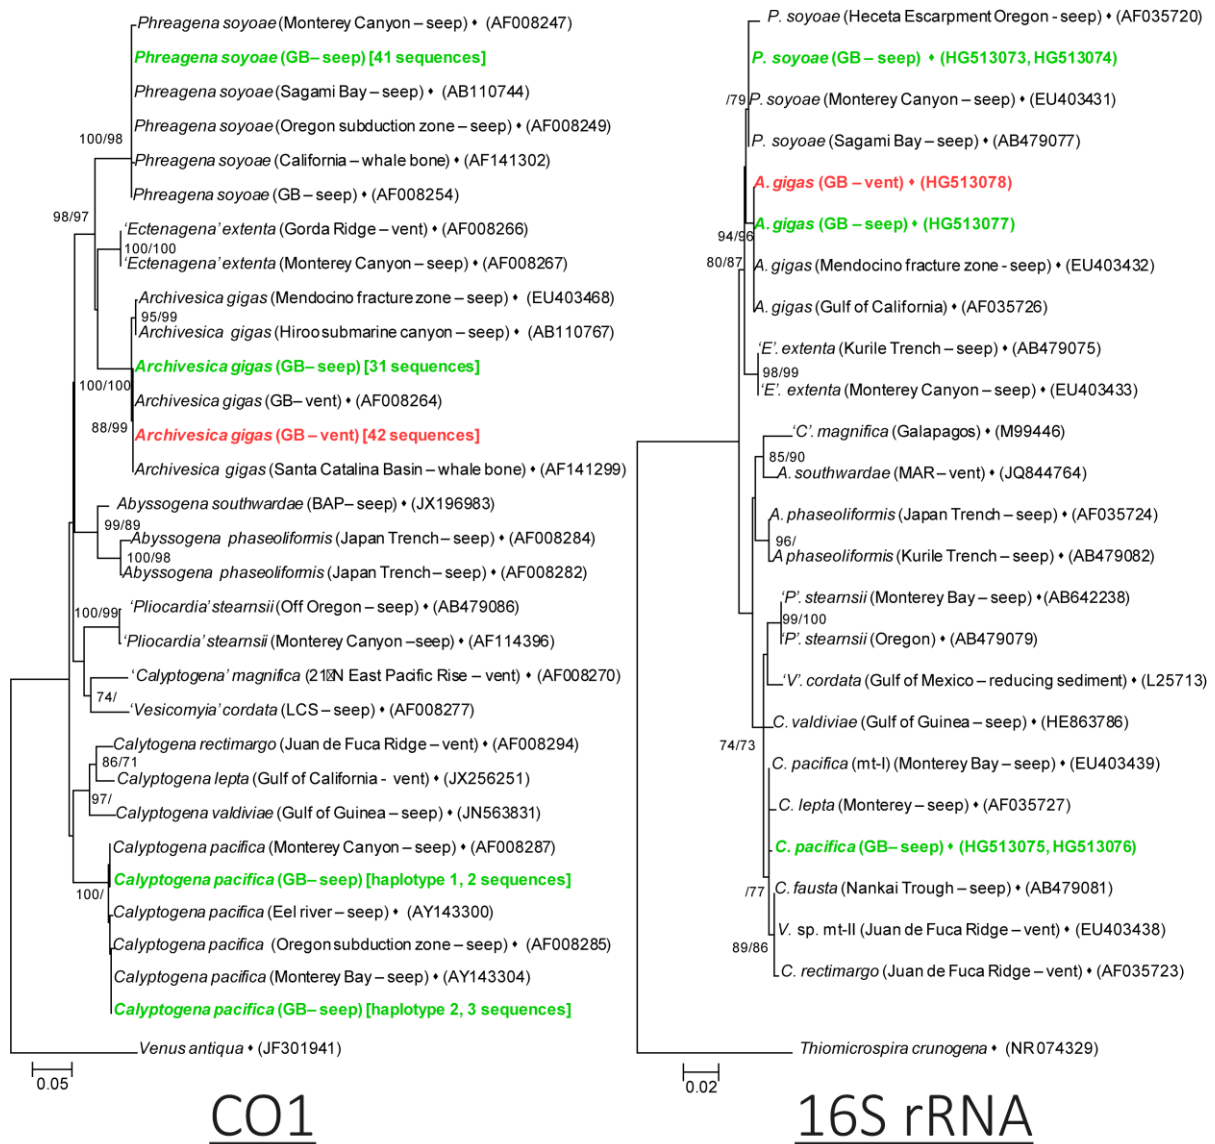 Phreagena soyoae (Monterey Canyon – seep) ♦ (AF008247)
Phreagena soyoae (GB– seep) [41 sequences]
Phreagena soyoae (Sagami Bay – seep) ♦ (AB110744)
Phreagena soyoae (Oregon subduction zone – seep) ♦ (AF008249)
100/98
Phreagena soyoae (California – whale bone) ♦ (AF141302)
Phreagena soyoae (GB – seep) ♦ (AF008254)
98/97
'Ectenagena' extenta (Gorda Ridge – vent) ♦ (AF008266)
100/100
'Ectenagena' extenta (Monterey Canyon – seep) ♦ (AF008267)
Archivesica gigas (Mendocino fracture zone – seep) ♦ (EU403468)
95/99
Archivesica gigas (Hiroo submarine canyon – seep) ♦ (AB110767)
Archivesica gigas (GB– seep) [31 sequences]
100/100
Archivesica gigas (GB– vent) ♦ (AF008264)
88/99
Archivesica gigas (GB – vent) [42 sequences]
Archivesica gigas (Santa Catalina Basin – whale bone) ♦ (AF141299)
Abyssogena southwardae (BAP – seep) ♦ (JX196983)
99/89
Abyssogena phaseoliformis (Japan Trench – seep) ♦ (AF008284)
100/98
Abyssogena phaseoliformis (Japan Trench – seep) ♦ (AF008282)
100/99
'Pliocardia' stearnsii (Off Oregon – seep) ♦ (AB479086)
'Pliocardia' stearnsii (Monterey Canyon – seep) ♦ (AF114396)
'Calyptogena' magnifica (21N East Pacific Rise – vent) ♦ (AF008270)
74/
'Vesicomyia' cordata (LCS – seep) ♦ (AF008277)
Calytogena rectimargo (Juan de Fuca Ridge – vent) ♦ (AF008294)
86/71
Calyptogena lepta (Gulf of California - vent) ♦ (JX256251)
97/
Calyptogena valdiviae (Gulf of Guinea – seep) ♦ (JN563831)
Calyptogena pacifica (Monterey Canyon – seep) ♦ (AF008287)
Calyptogena pacifica (GB– seep) [haplotype 1, 2 sequences]
100/
Calyptogena pacifica (Eel river – seep) ♦ (AY143300)
Calyptogena pacifica (Oregon subduction zone – seep) ♦ (AF008285)
Calyptogena pacifica (Monterey Bay – seep) ♦ (AY143304)
Calyptogena pacifica (GB– seep) [haplotype 2, 3 sequences]
Venus antiqua ♦ (JF301941)
0.05
CO1
P. soyoae (Heceta Escarpment Oregon - seep) ♦ (AF035720)
P. soyoae (GB – seep) ♦ (HG513073, HG513074)
/79
P. soyoae (Monterey Canyon – seep) ♦ (EU403431)
P. soyoae (Sagami Bay – seep) ♦ (AB479077)
A. gigas (GB – vent) ♦ (HG513078)
A. gigas (GB – seep) ♦ (HG513077)
94/96
80/87
A. gigas (Mendocino fracture zone - seep) ♦ (EU403432)
A. gigas (Gulf of California) ♦ (AF035726)
'E'. extenta (Kurile Trench – seep) ♦ (AB479075)
98/99
'E'. extenta (Monterey Canyon – seep) ♦ (EU403433)
'C'. magnifica (Galapagos) ♦ (M99446)
85/90
A. southwardae (MAR – vent) ♦ (JQ844764)
A. phaseoliformis (Japan Trench – seep) ♦ (AF035724)
96/
A phaseoliformis (Kurile Trench – seep) ♦ (AB479082)
'P'. stearnsii (Monterey Bay – seep) ♦ (AB642238)
99/100
'P'. stearnsii (Oregon) ♦ (AB479079)
'V'. cordata (Gulf of Mexico – reducing sediment) ♦ (L25713)
C. valdiviae (Gulf of Guinea – seep) ♦ (HE863786)
74/73
C. pacifica (mt-I) (Monterey Bay – seep) ♦ (EU403439)
C. lepta (Monterey – seep) ♦ (AF035727)
C. pacifica (GB– seep) ♦ (HG513075, HG513076)
/77
C. fausta (Nankai Trough – seep) ♦ (AB479081)
V. sp. mt-II (Juan de Fuca Ridge – vent) ♦ (EU403438)
89/86
C. rectimargo (Juan de Fuca Ridge – vent) ♦ (AF035723)
Thiomicrospira crunogena ♦ (NR 074329)
0.02
16S rRNA